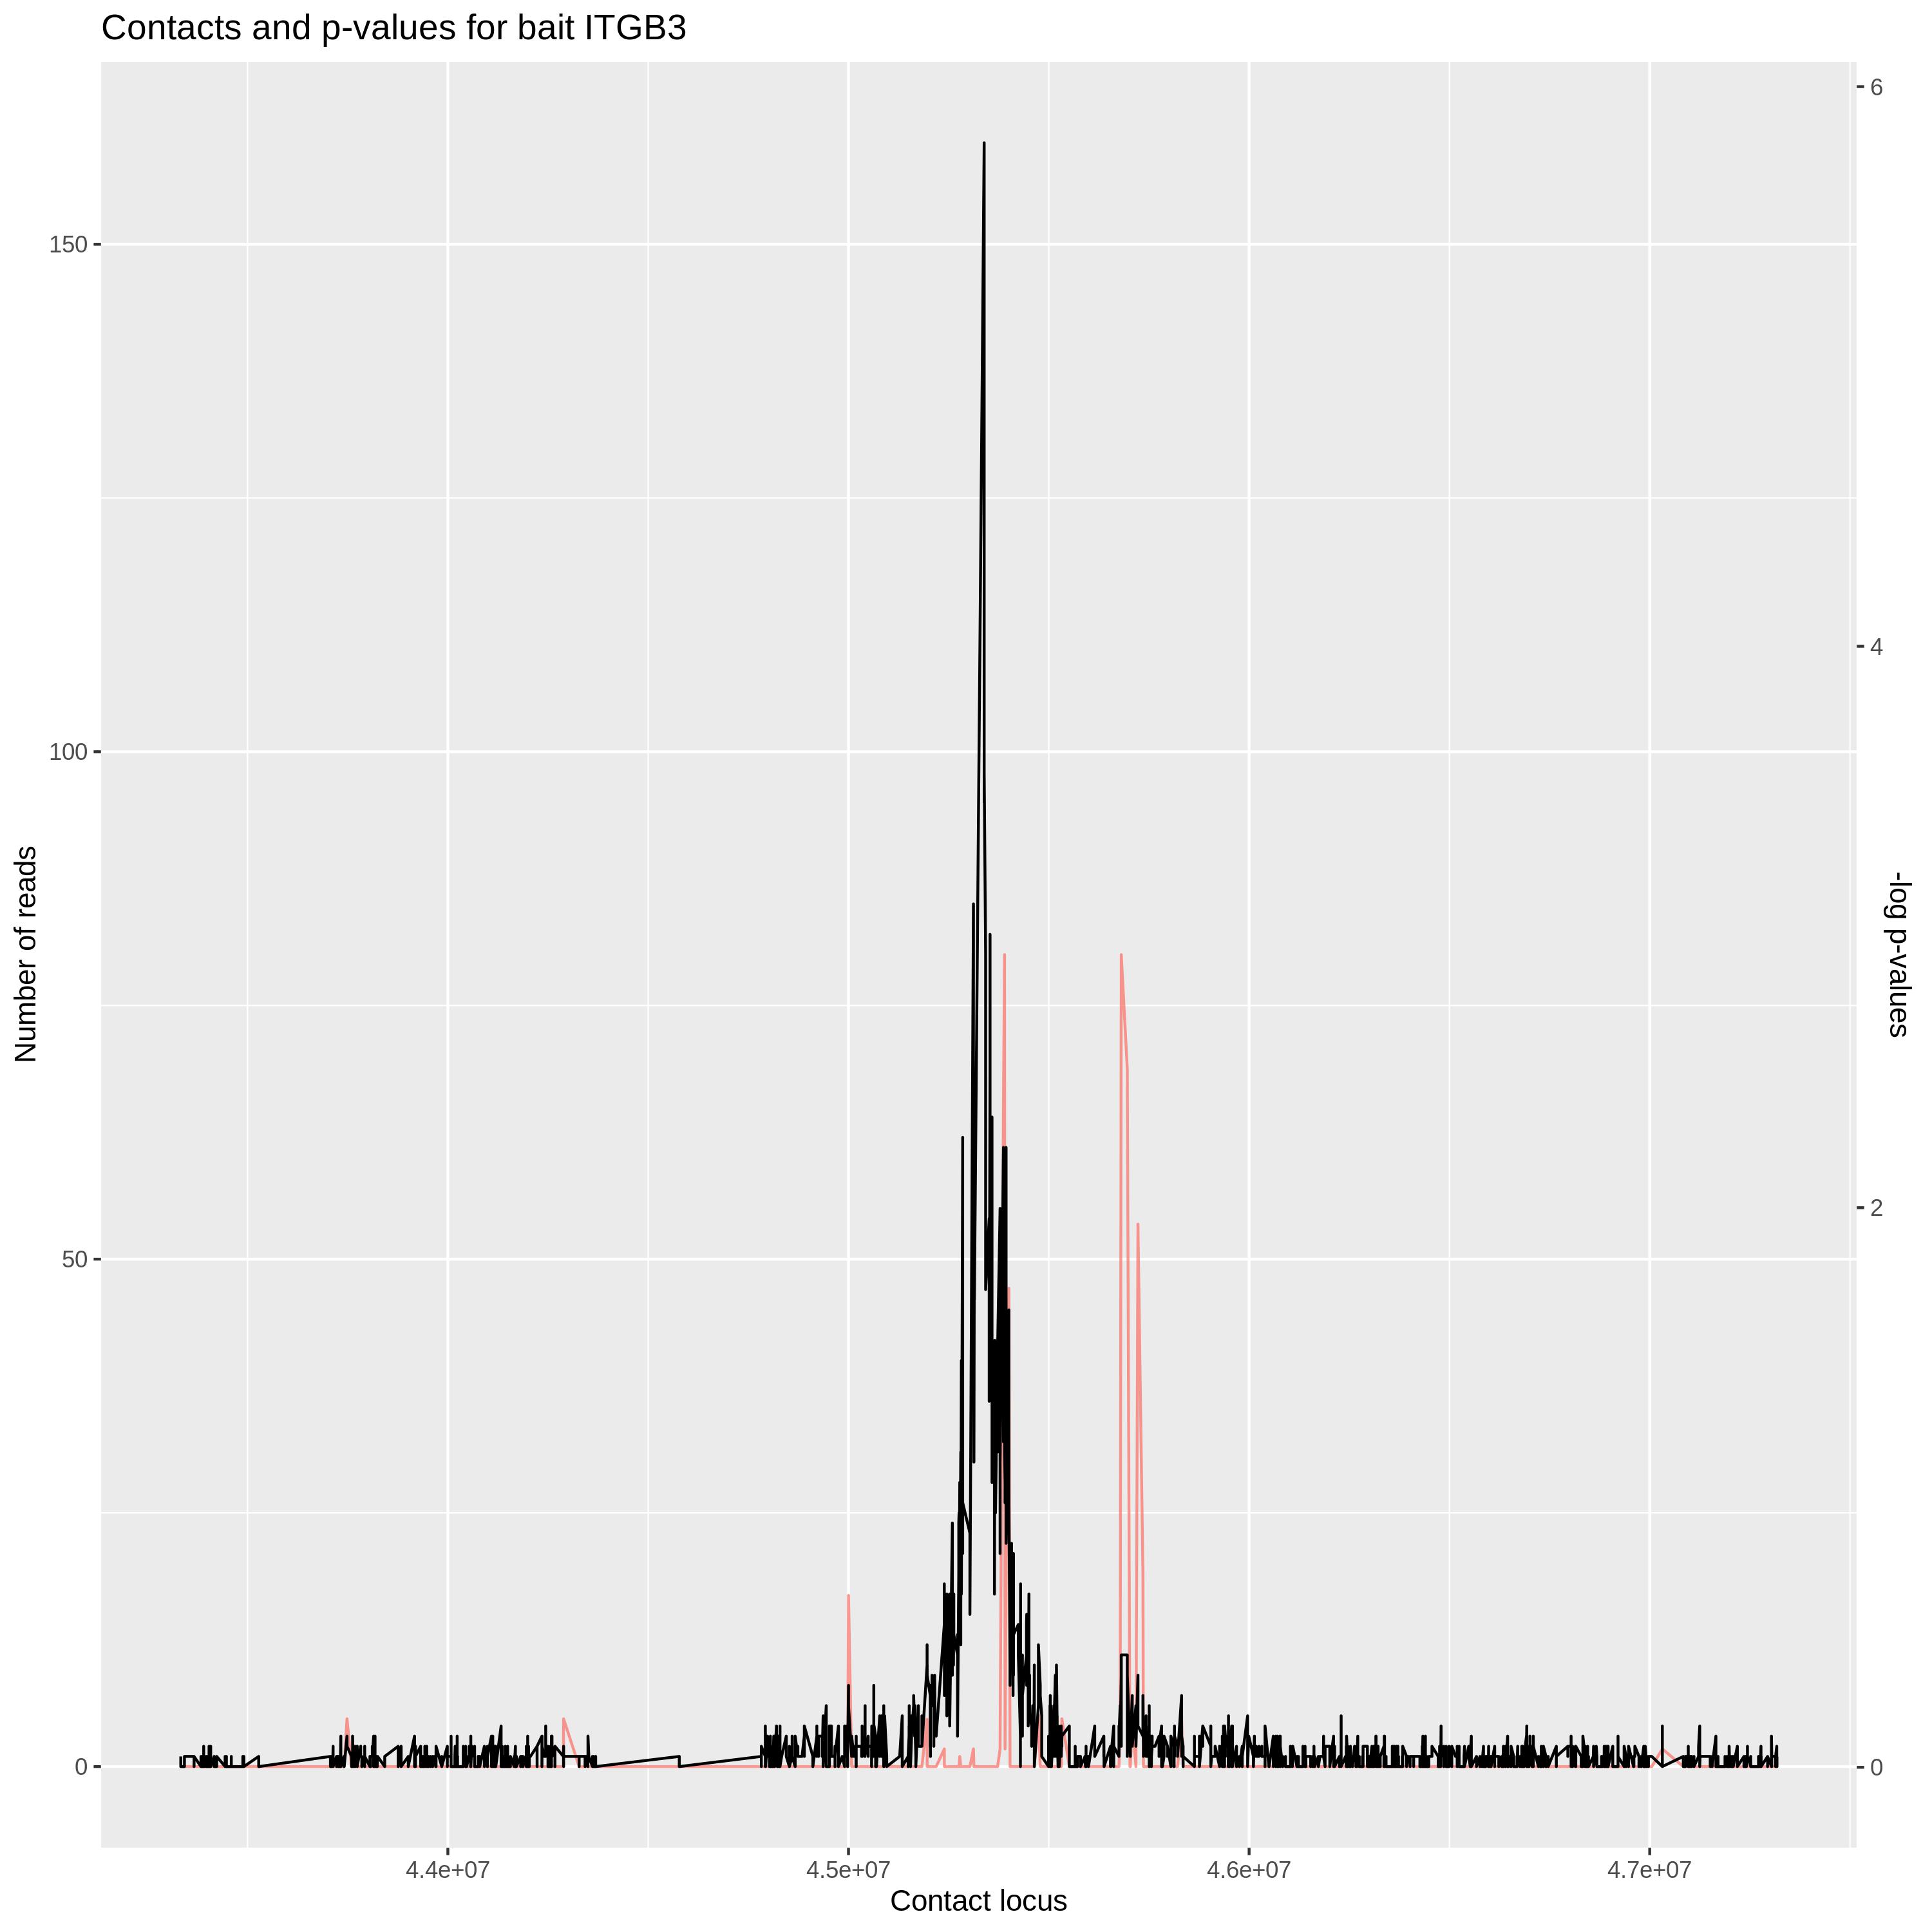 Contacts and p-values for bait ITGB3
6
150
4
100
Number of reads
-log p-values
2
50
0
0
4.4e+07
4.5e+07
4.6e+07
4.7e+07
Contact locus